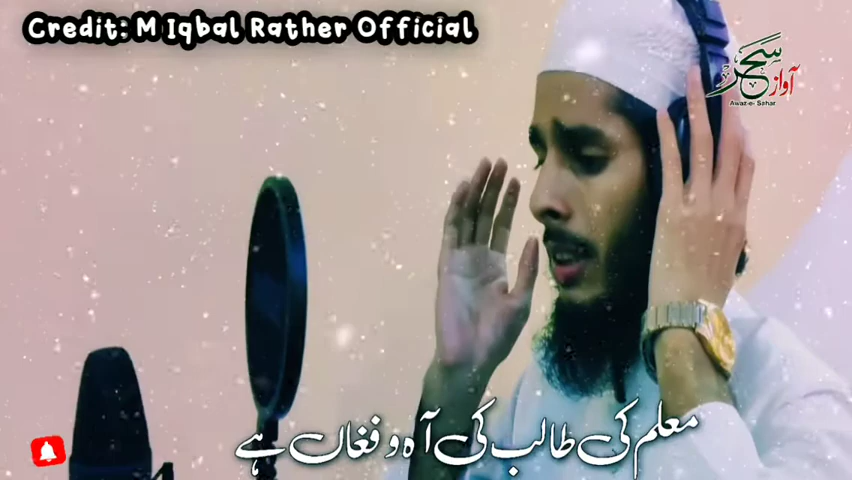 Credit: M Iqbal Rather Official
آواز سحر
Awaz-e-Sahar
معلم کی طالب کی آہ و فغاں ہے